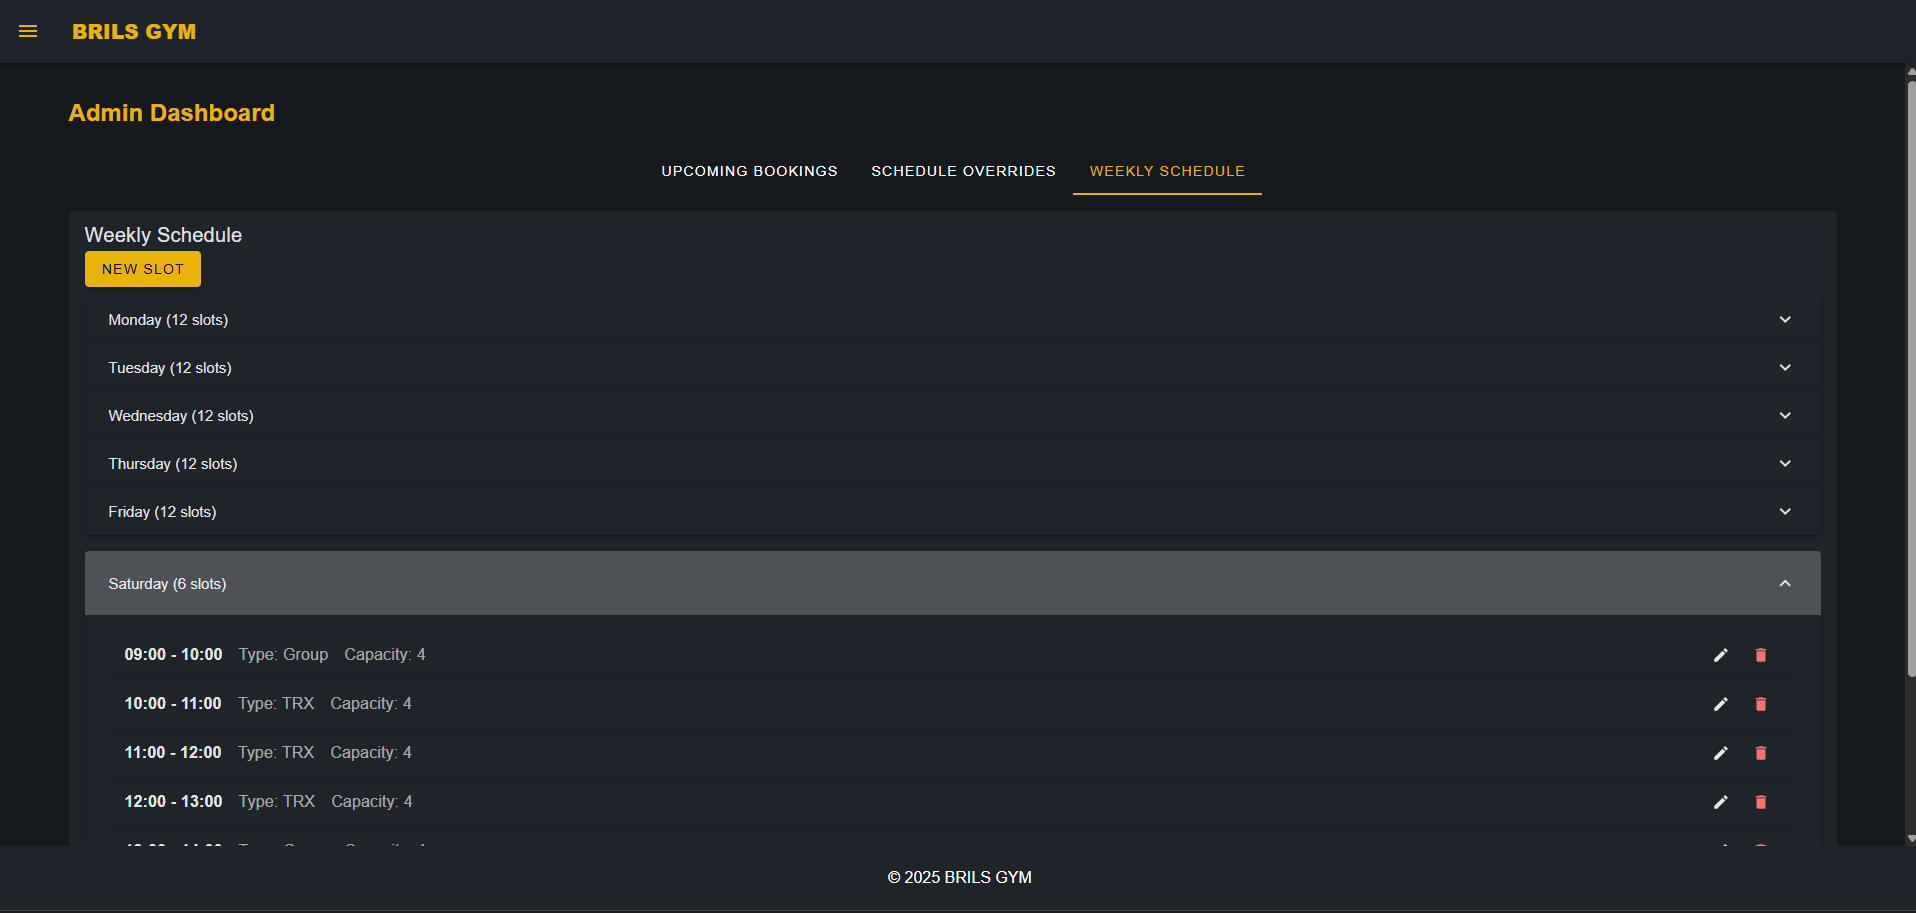 BRILS GYM
Admin Dashboard
UPCOMING BOOKINGS SCHEDULE OVERRIDES WEEKLY SCHEDULE
Weekly Schedule
NEW SLOT
Monday (12 slots)
Tuesday (12 slots)
Wednesday (12 slots)
Thursday (12 slots)
Friday (12 slots)
Saturday (6 slots)
09:00 - 10:00 Type: Group Capacity: 4
10:00 - 11:00 Type: TRX Capacity: 4
11:00 - 12:00 Type: TRX Capacity: 4
12:00 - 13:00 Type: TRX Capacity: 4
© 2025 BRILS GYM